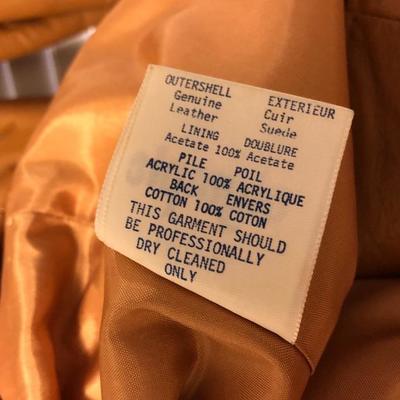 OUTERSHELL EXTERIEUR
Genuine Cuir
Leather Suede
LINING DOUBLURE
Acetate 100% Acetate
PILE POIL
ACRYLIC 100% ACRYLIQUE
BACK ENVERS
COTTON 100% COTON
THIS GARMENT SHOULD
BE PROFESSIONALLY
DRY CLEANED
ONLY